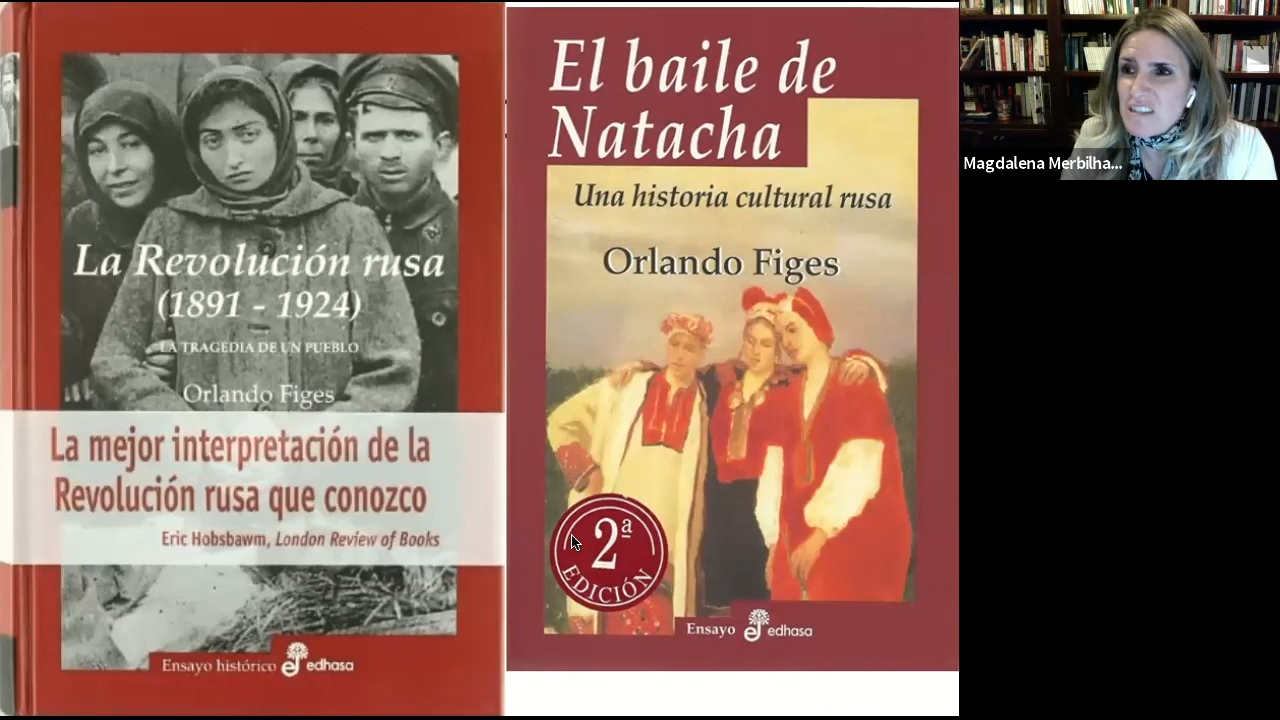 La Revolución rusa
(1891 - 1924)
LA TRAGEDIA DE UN PUEBLO
Orlando Figes
La mejor interpretación de la
Revolución rusa que conozco
Eric Hobsbawm, London Review of Books
Ensayo histórico edhasa
El baile de
Natacha
Una historia cultural rusa
Orlando Figes
2ª
EDICIÓN
Ensayo edhasa
Magdalena Merbilha...